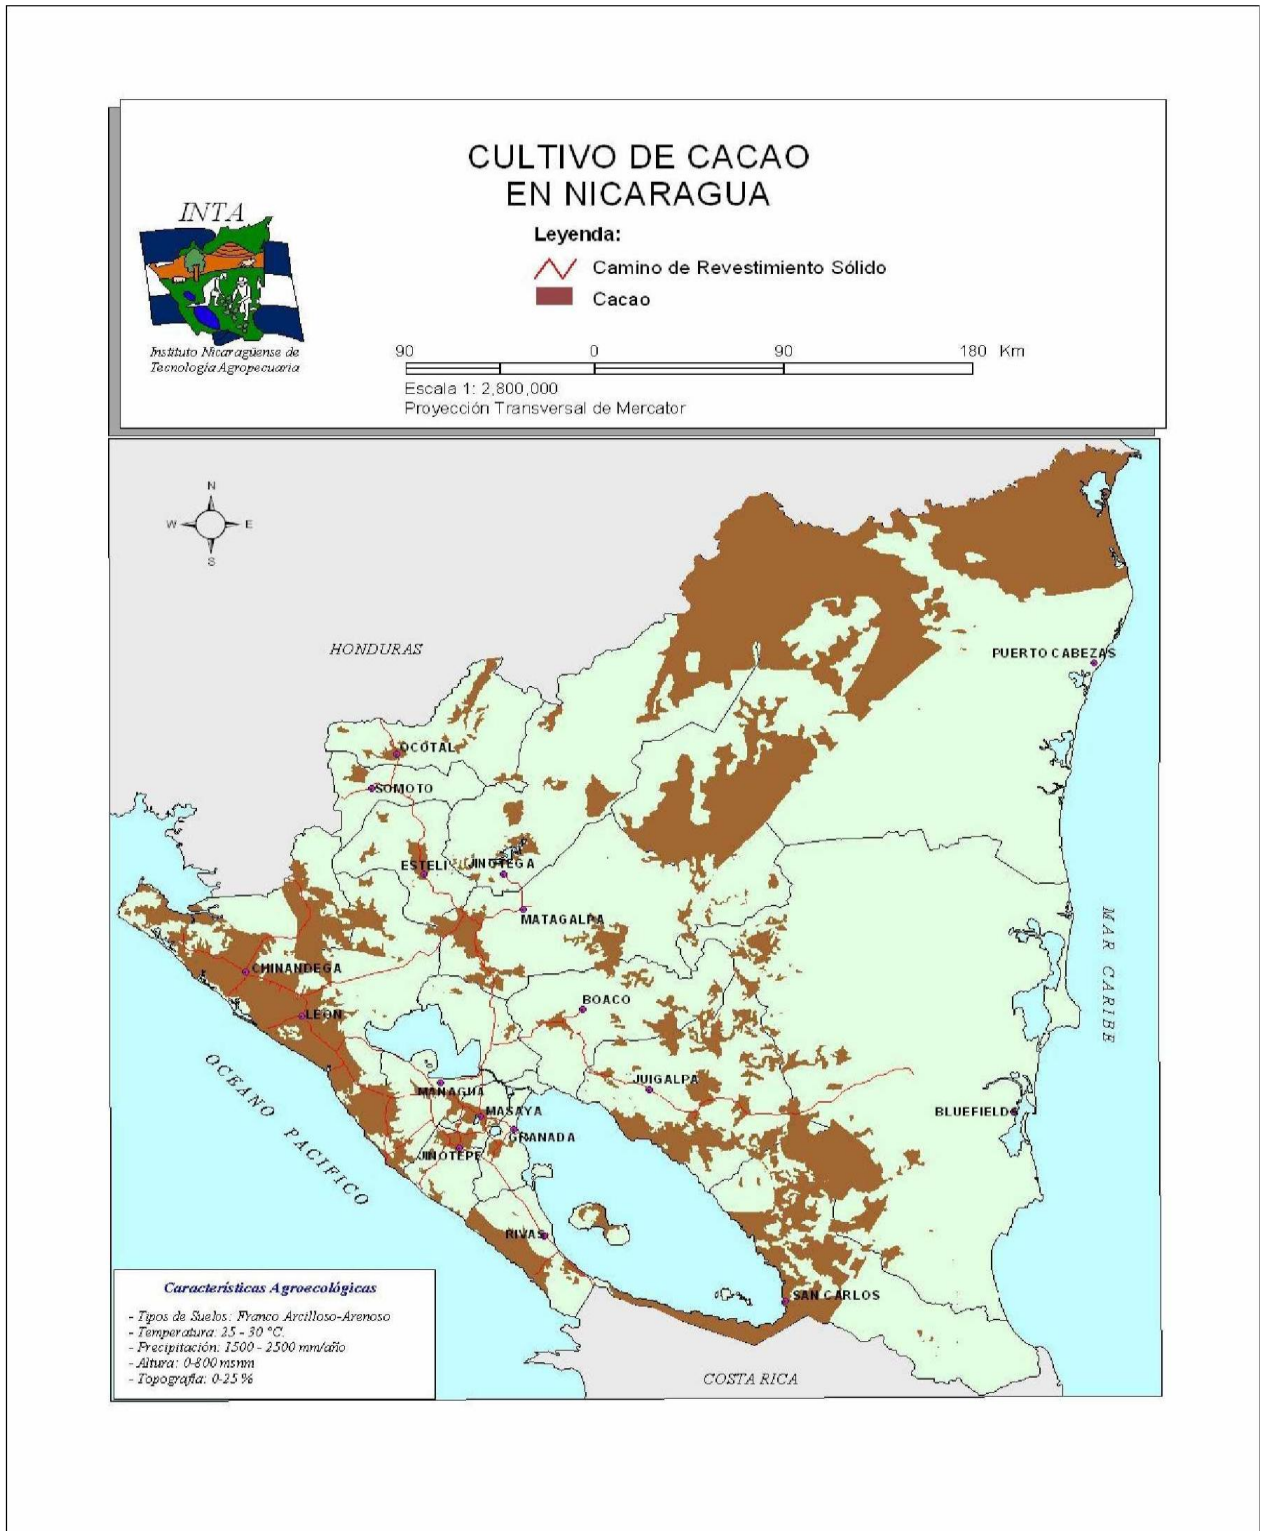 CULTIVO DE CACAO
EN NICARAGUA
INTA
Instituto Nicaragüense de
Tecnología Agropecuaria
Leyenda:
Camino de Revestimiento Sólido
Cacao
90 0 90 180 Km
Escala 1: 2,800,000
Proyección Transversal de Mercator
N
W E
S
HONDURAS
PUERTO CABEZAS
OCOTAL
SOMOTO
ESTELI
JINOTEGA
MATAGALPA
CHINANDEGA
LEON
BOACO
MAR CARIBE
OCEANO PACIFICO
MANAGUA
JUIGALPA
MASAYA
GRANADA
BLUEFIELD
JINOTEPE
RIVAS
SAN CARLOS
COSTA RICA
Características Agroecológicas
- Tipos de Suelos: Franco Arcilloso-Arenoso
- Temperatura: 25 - 30 °C.
- Precipitación: 1500 - 2500 mm/año
- Altura: 0-800 msnm
- Topografía: 0-25 %